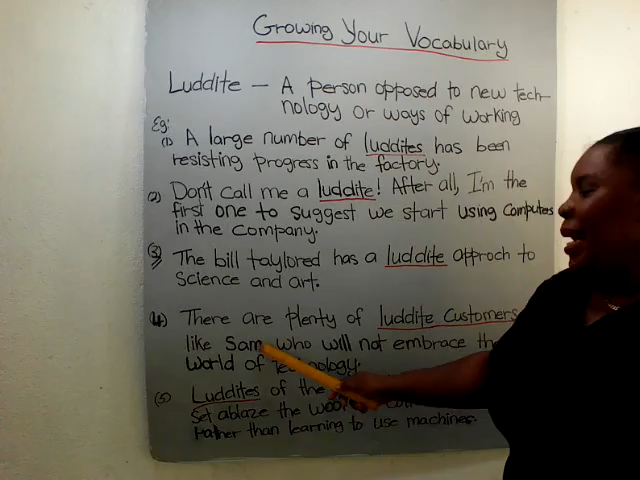 Growing Your Vocabulary
Luddite – A person opposed to new tech-
nology or ways of working
Eg:
(1) A large number of luddites has been
resisting progress in the factory.
(2) Don't call me a luddite! After all, I'm the
first one to suggest we start using computers
in the company.
(3) The bill taylored has a luddite approch to
science and art.
(4) There are plenty of luddite customers
like Sam who will not embrace the
world of technology.
(5) Luddites of the
set ablaze the
rather than learning to use machines.